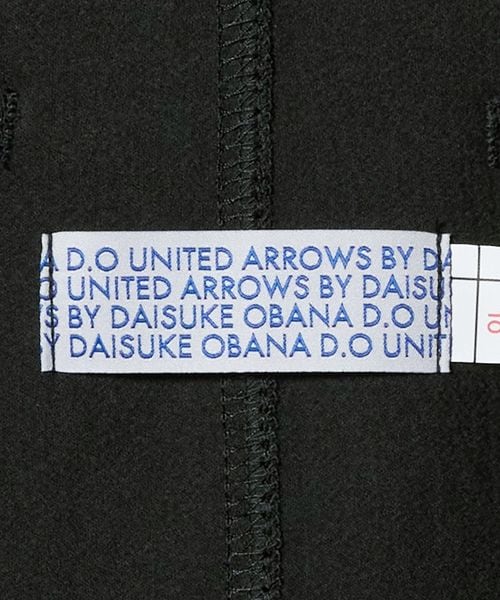 A D.O UNITED ARROWS BY DA
O UNITED ARROWS BY DAISU
S BY DAISUKE OBANA D.O UN
Y DAISUKE OBANA D.O UNIT